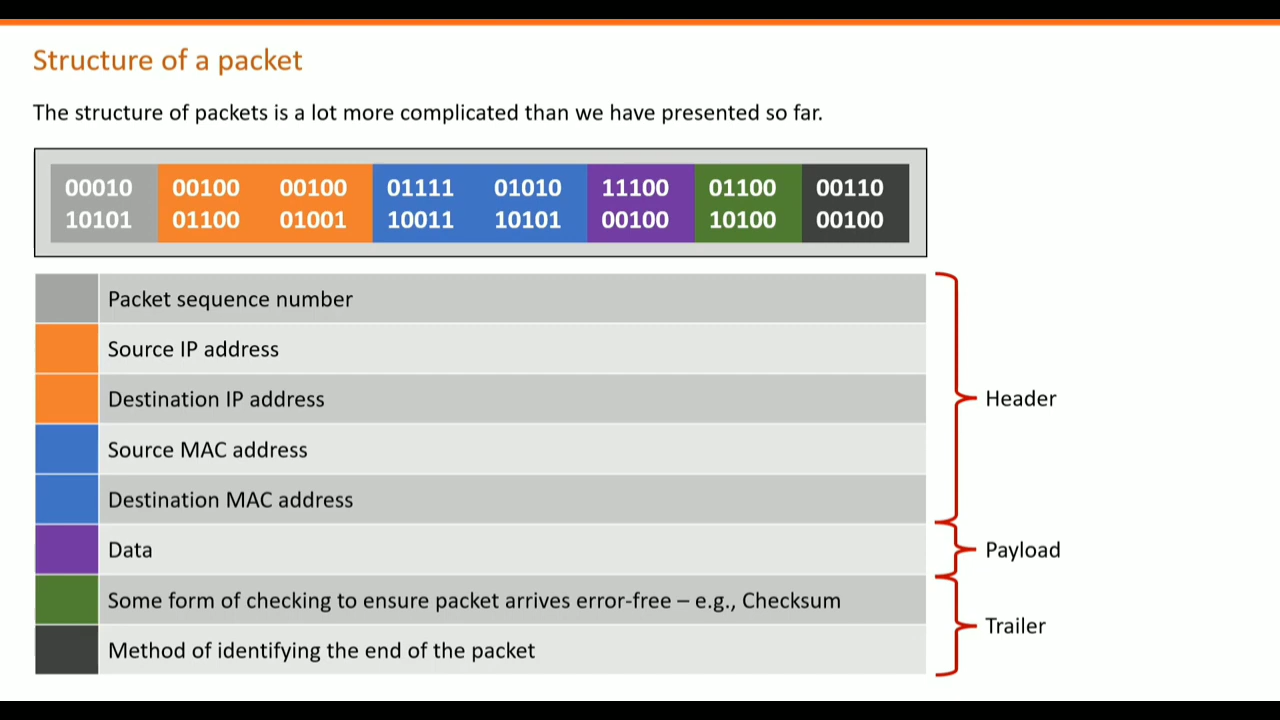 Structure of a packet
The structure of packets is a lot more complicated than we have presented so far.
00010 00100 00100 01111 01010 11100 01100 00110
10101 01100 01001 10011 10101 00100 10100 00100
Packet sequence number
Source IP address
Destination IP address
Header
Source MAC address
Destination MAC address
Data
Payload
Some form of checking to ensure packet arrives error-free – e.g., Checksum
Trailer
Method of identifying the end of the packet